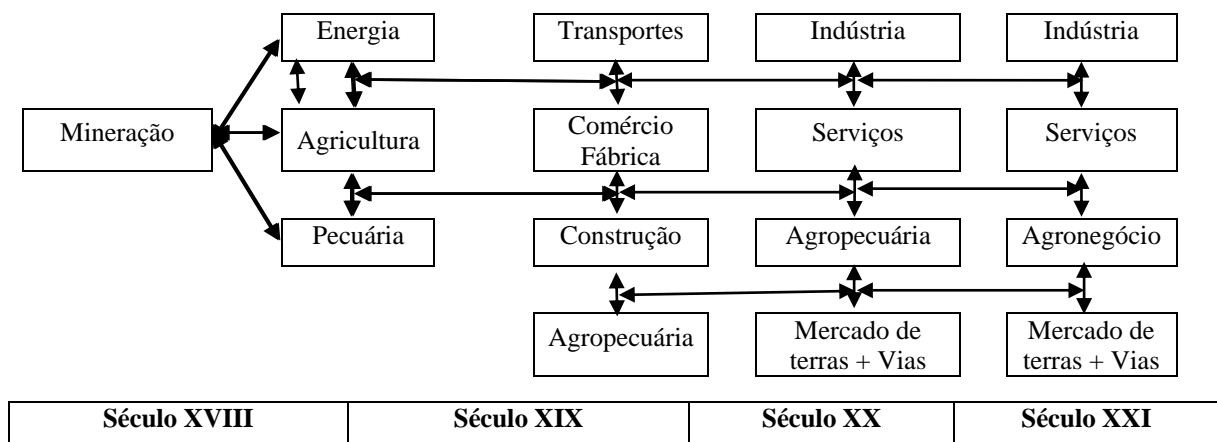 Energia
Transportes
Indústria
Indústria
Mineração
Agricultura
Comércio
Fábrica
Serviços
Serviços
Pecuária
Construção
Agropecuária
Agronegócio
Agropecuária
Mercado de
terras + Vias
Mercado de
terras + Vias
Século XVIII
Século XIX
Século XX
Século XXI